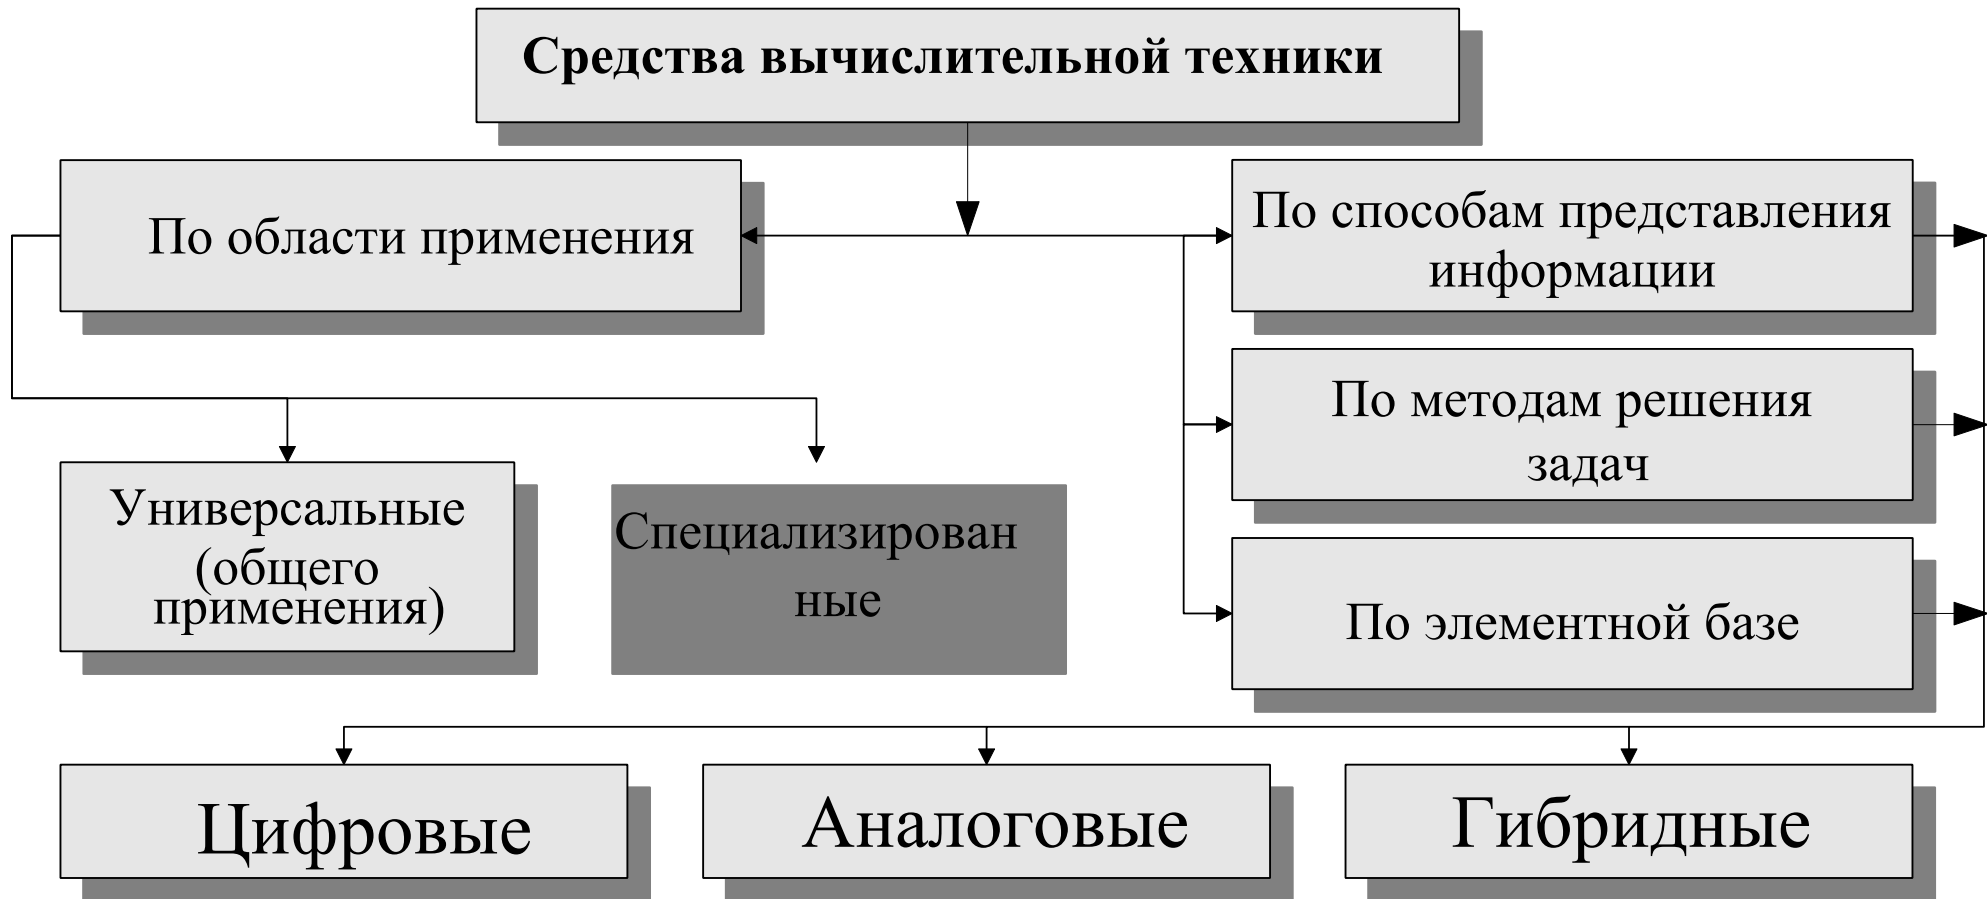 Средства вычислительной техники
По области применения
По способам представления
информации
По методам решения
задач
Универсальные
(общего
применения)
Специализирован
ные
По элементной базе
Цифровые
Аналоговые
Гибридные